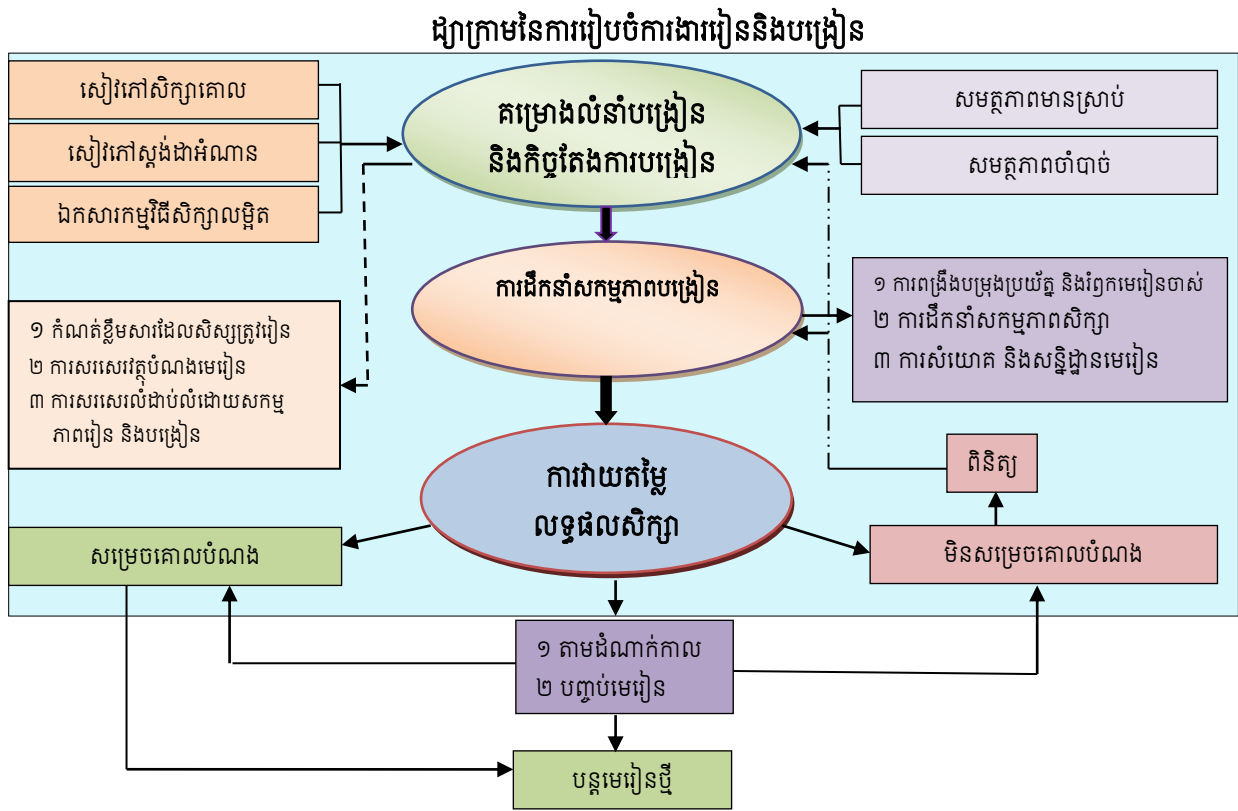 ដ្យាក្រាមនៃការរៀបចំការងាររៀននិងបង្រៀន
សៀវភៅសិក្សាគោល
សៀវភៅស្តង់ដាអំណាន
ឯកសារកម្មវិធីសិក្សាលម្អិត
គម្រោងលំនាំបង្រៀន
និងកិច្ចតែងការបង្រៀន
សមត្ថភាពមានស្រាប់
សមត្ថភាពចាំបាច់
ការដឹកនាំសកម្មភាពបង្រៀន
១ ការពង្រឹងបម្រុងប្រយ័ត្ន និងរំឭកមេរៀនចាស់
២ ការដឹកនាំសកម្មភាពសិក្សា
៣ ការសំយោគ និងសន្និដ្ឋានមេរៀន
១ កំណត់ខ្លឹមសារដែលសិស្សត្រូវរៀន
២ ការសរសេរវត្ថុបំណងមេរៀន
៣ ការសរសេរលំដាប់លំដោយសកម្ម
ភាពរៀន និងបង្រៀន
ការវាយតម្លៃ
លទ្ធផលសិក្សា
ពិនិត្យ
សម្រេចគោលបំណង
មិនសម្រេចគោលបំណង
១ តាមដំណាក់កាល
២ បញ្ចប់មេរៀន
បន្តមេរៀនថ្មី